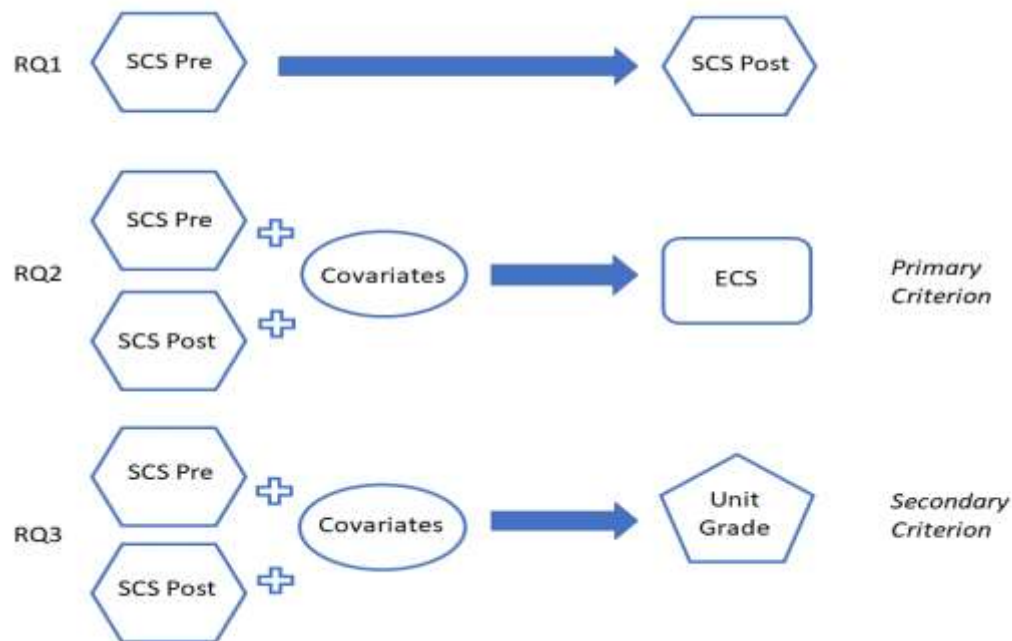 RQ1
SCS Pre
SCS Post
RQ2
SCS Pre
SCS Post
Covariates
ECS
Primary
Criterion
RQ3
SCS Pre
SCS Post
Covariates
Unit
Grade
Secondary
Criterion